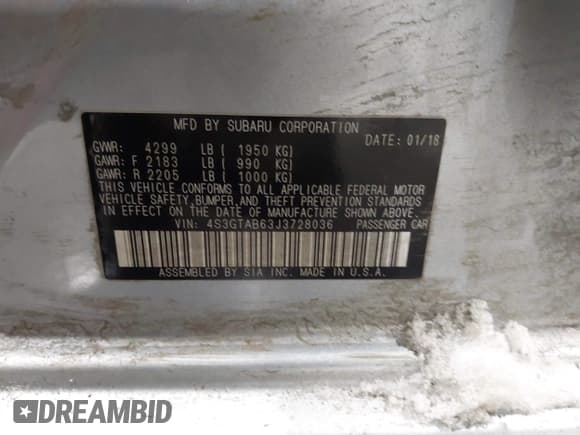 MFD BY SUBARU CORPORATION
DATE: 01/18
GVWR: 4299 LB ( 1950 KG)
GAWR: F 2183 LB ( 990 KG)
GAWR: R 2205 LB ( 1000 KG)
THIS VEHICLE CONFORMS TO ALL APPLICABLE FEDERAL MOTOR
VEHICLE SAFETY, BUMPER, AND THEFT PREVENTION STANDARDS
IN EFFECT ON THE DATE OF MANUFACTURE SHOWN ABOVE.
VIN: 4S3GTAB63J3728036 PASSENGER CAR
ASSEMBLED BY SIA INC. MADE IN U.S.A.
DREAMBID
DREAMBID